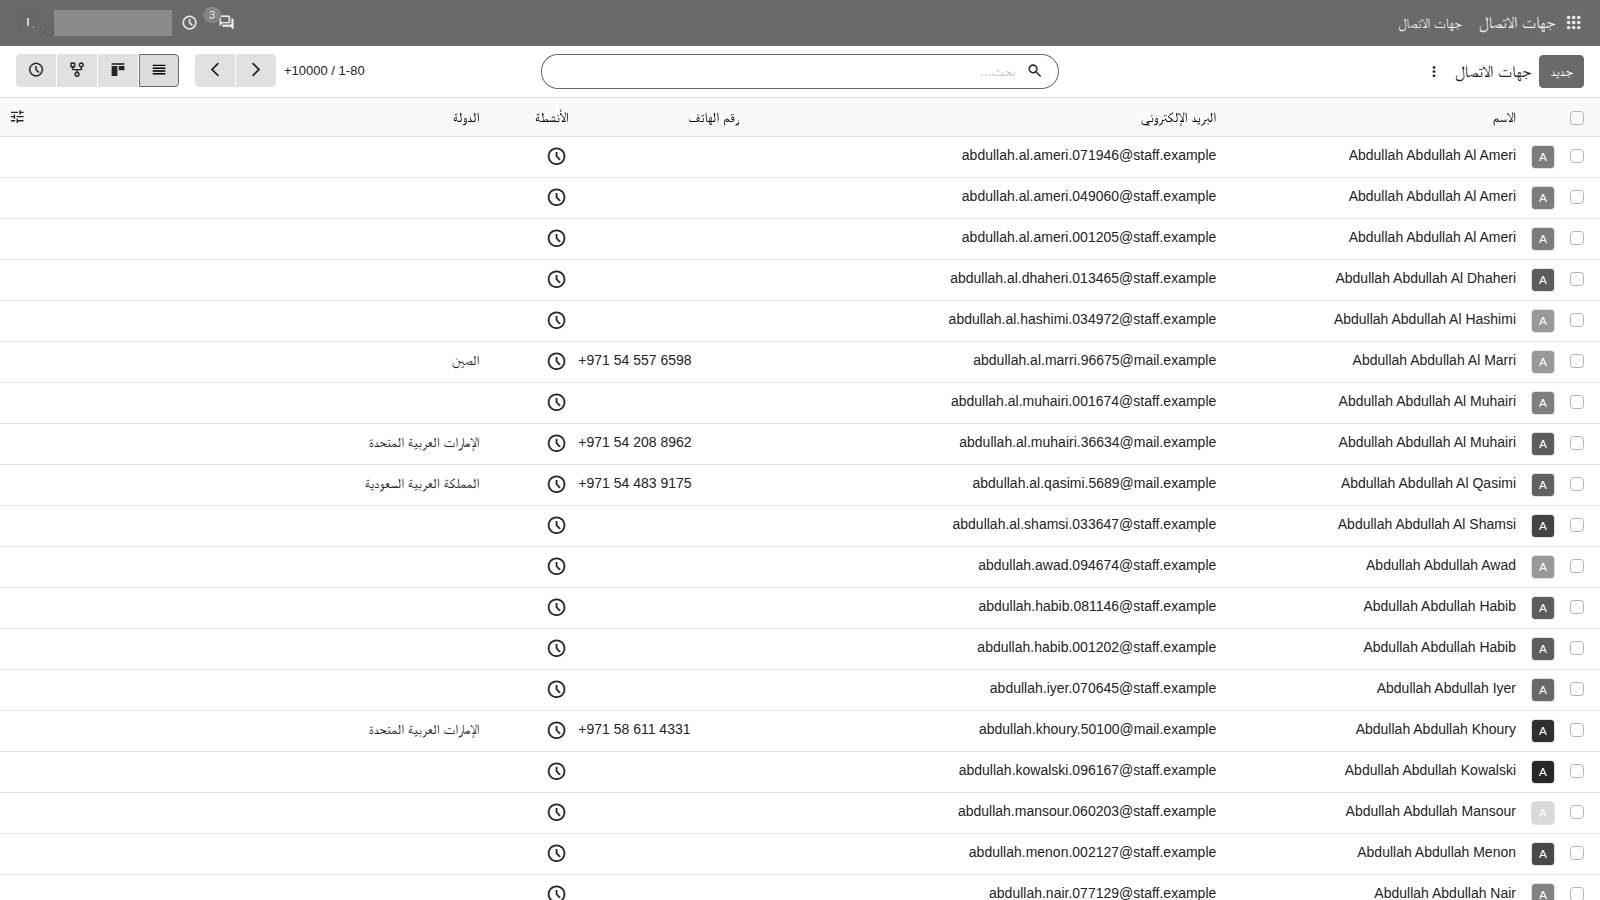 جهات الاتصال جهات الاتصال 3
جديد جهات الاتصال بحث... 1-80 / 10000+
الاسم البريد الإلكتروني رقم الهاتف الأنشطة الدولة
A Abdullah Abdullah Al Ameri abdullah.al.ameri.071946@staff.example
A Abdullah Abdullah Al Ameri abdullah.al.ameri.049060@staff.example
A Abdullah Abdullah Al Ameri abdullah.al.ameri.001205@staff.example
A Abdullah Abdullah Al Dhaheri abdullah.al.dhaheri.013465@staff.example
A Abdullah Abdullah Al Hashimi abdullah.al.hashimi.034972@staff.example
A Abdullah Abdullah Al Marri abdullah.al.marri.96675@mail.example +971 54 557 6598 الصين
A Abdullah Abdullah Al Muhairi abdullah.al.muhairi.001674@staff.example
A Abdullah Abdullah Al Muhairi abdullah.al.muhairi.36634@mail.example +971 54 208 8962 الإمارات العربية المتحدة
A Abdullah Abdullah Al Qasimi abdullah.al.qasimi.5689@mail.example +971 54 483 9175 المملكة العربية السعودية
A Abdullah Abdullah Al Shamsi abdullah.al.shamsi.033647@staff.example
A Abdullah Abdullah Awad abdullah.awad.094674@staff.example
A Abdullah Abdullah Habib abdullah.habib.081146@staff.example
A Abdullah Abdullah Habib abdullah.habib.001202@staff.example
A Abdullah Abdullah Iyer abdullah.iyer.070645@staff.example
A Abdullah Abdullah Khoury abdullah.khoury.50100@mail.example +971 58 611 4331 الإمارات العربية المتحدة
A Abdullah Abdullah Kowalski abdullah.kowalski.096167@staff.example
A Abdullah Abdullah Mansour abdullah.mansour.060203@staff.example
A Abdullah Abdullah Menon abdullah.menon.002127@staff.example
A Abdullah Abdullah Nair abdullah.nair.077129@staff.example